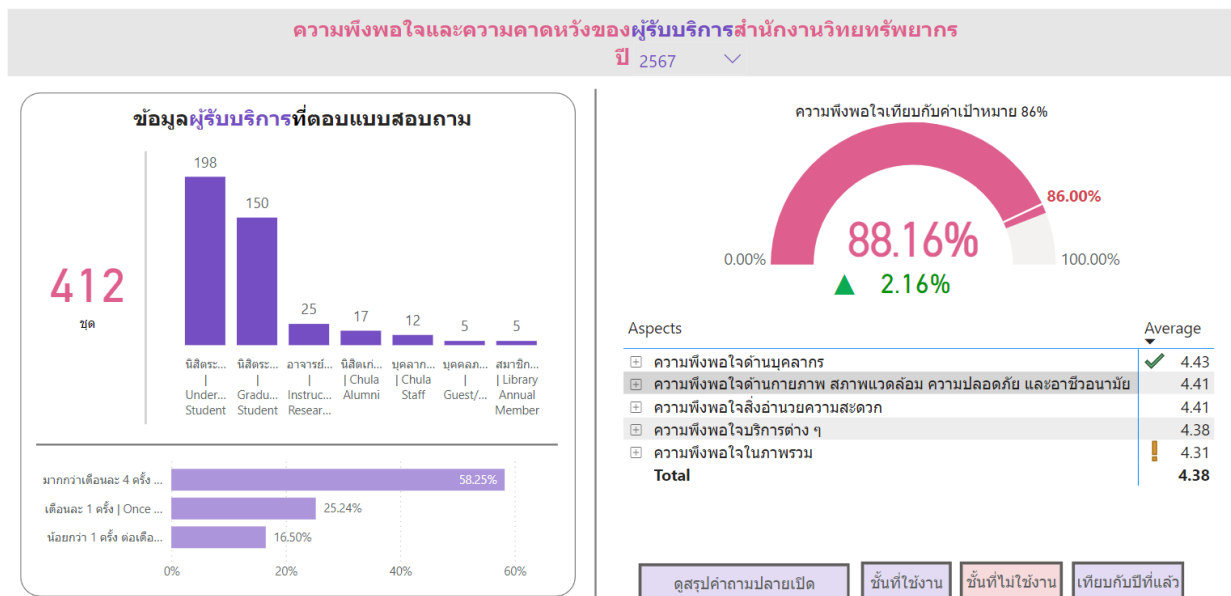 ความพึงพอใจและความคาดหวังของผู้รับบริการสำนักงานวิทยทรัพยากร
ปี 2567
ข้อมูลผู้รับบริการที่ตอบแบบสอบถาม
412
ชุด
198
150
25
17
12
5
5
นิสิตระ... | Under... Student
นิสิตระ... | Gradu... Student
อาจารย์... | Instruc... Resear...
นิสิตเก่... | Chula Alumni
บุคลาก... | Chula Staff
บุคคลภ... | Guest/...
สมาชิก... | Library Annual Member
มากกว่าเดือนละ 4 ครั้ง ...
58.25%
เดือนละ 1 ครั้ง | Once ...
25.24%
น้อยกว่า 1 ครั้ง ต่อเดือ...
16.50%
0%
20%
40%
60%
ความพึงพอใจเทียบกับค่าเป้าหมาย 86%
86.00%
88.16%
0.00%
100.00%
2.16%
Aspects Average
ความพึงพอใจด้านบุคลากร 4.43
ความพึงพอใจด้านกายภาพ สภาพแวดล้อม ความปลอดภัย และอาชีวอนามัย 4.41
ความพึงพอใจสิ่งอำนวยความสะดวก 4.41
ความพึงพอใจบริการต่าง ๆ 4.38
ความพึงพอใจในภาพรวม 4.31
Total 4.38
ดูสรุปคำถามปลายเปิด
ชั้นที่ใช้งาน
ชั้นที่ไม่ใช้งาน
เทียบกับปีที่แล้ว